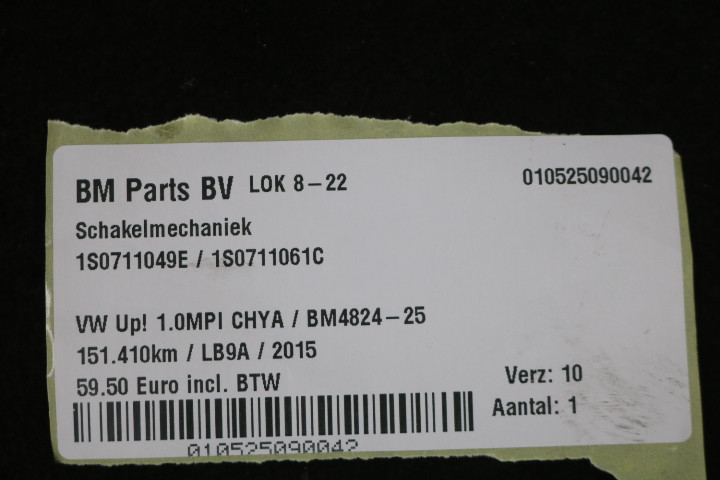 BM Parts BV LOK 8-22 010525090042
Schakelmechaniek
1S0711049E / 1S0711061C
VW Up! 1.0MPI CHYA / BM4824-25
151.410km / LB9A / 2015
59.50 Euro incl. BTW Verz: 10
Aantal: 1
010525090042